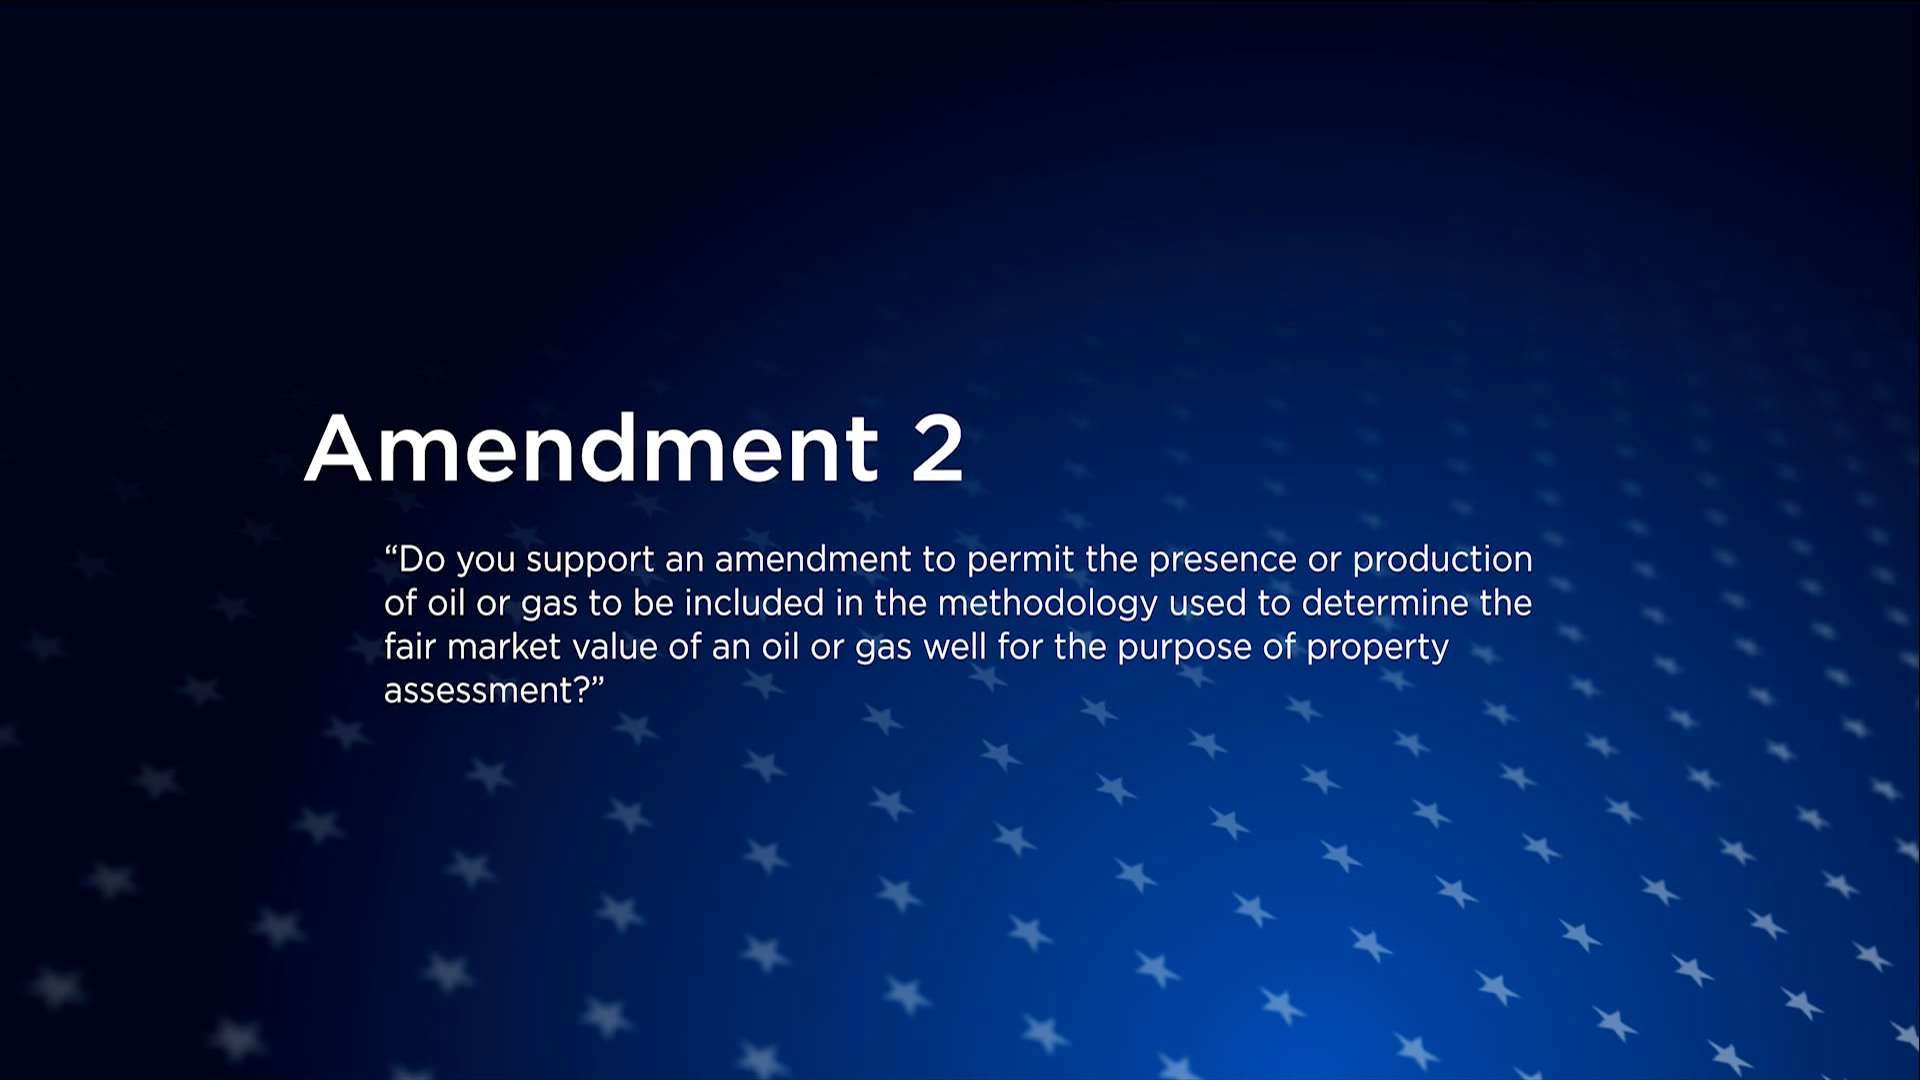 Amendment 2
“Do you support an amendment to permit the presence or production
of oil or gas to be included in the methodology used to determine the
fair market value of an oil or gas well for the purpose of property
assessment?”